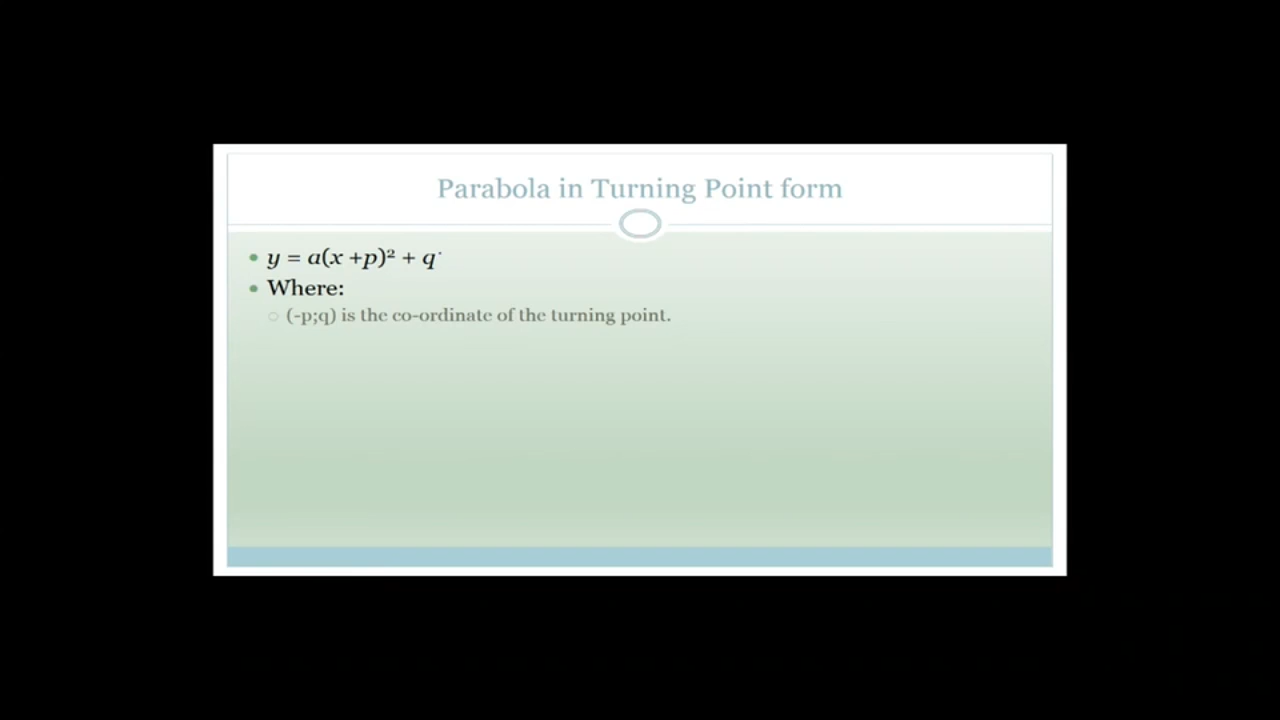 Parabola in Turning Point form
y = a(x +p)² + q
Where:
(-p;q) is the co-ordinate of the turning point.